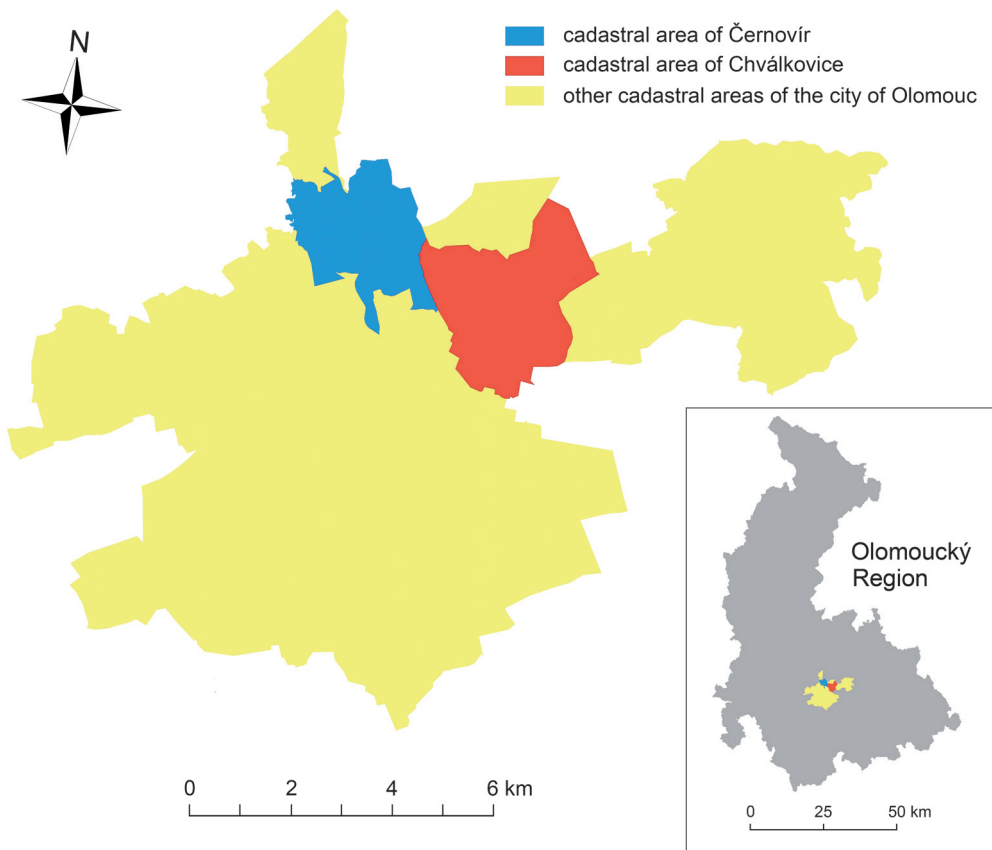 N
cadastral area of Černovír
cadastral area of Chválkovice
other cadastral areas of the city of Olomouc
Olomoucký
Region
0 2 4 6 km
0 25 50 km